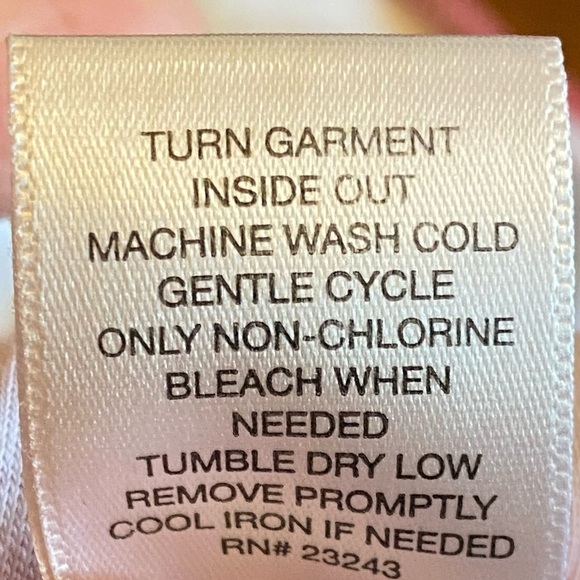 TURN GARMENT
INSIDE OUT
MACHINE WASH COLD
GENTLE CYCLE
ONLY NON-CHLORINE
BLEACH WHEN
NEEDED
TUMBLE DRY LOW
REMOVE PROMPTLY
COOL IRON IF NEEDED
RN# 23243